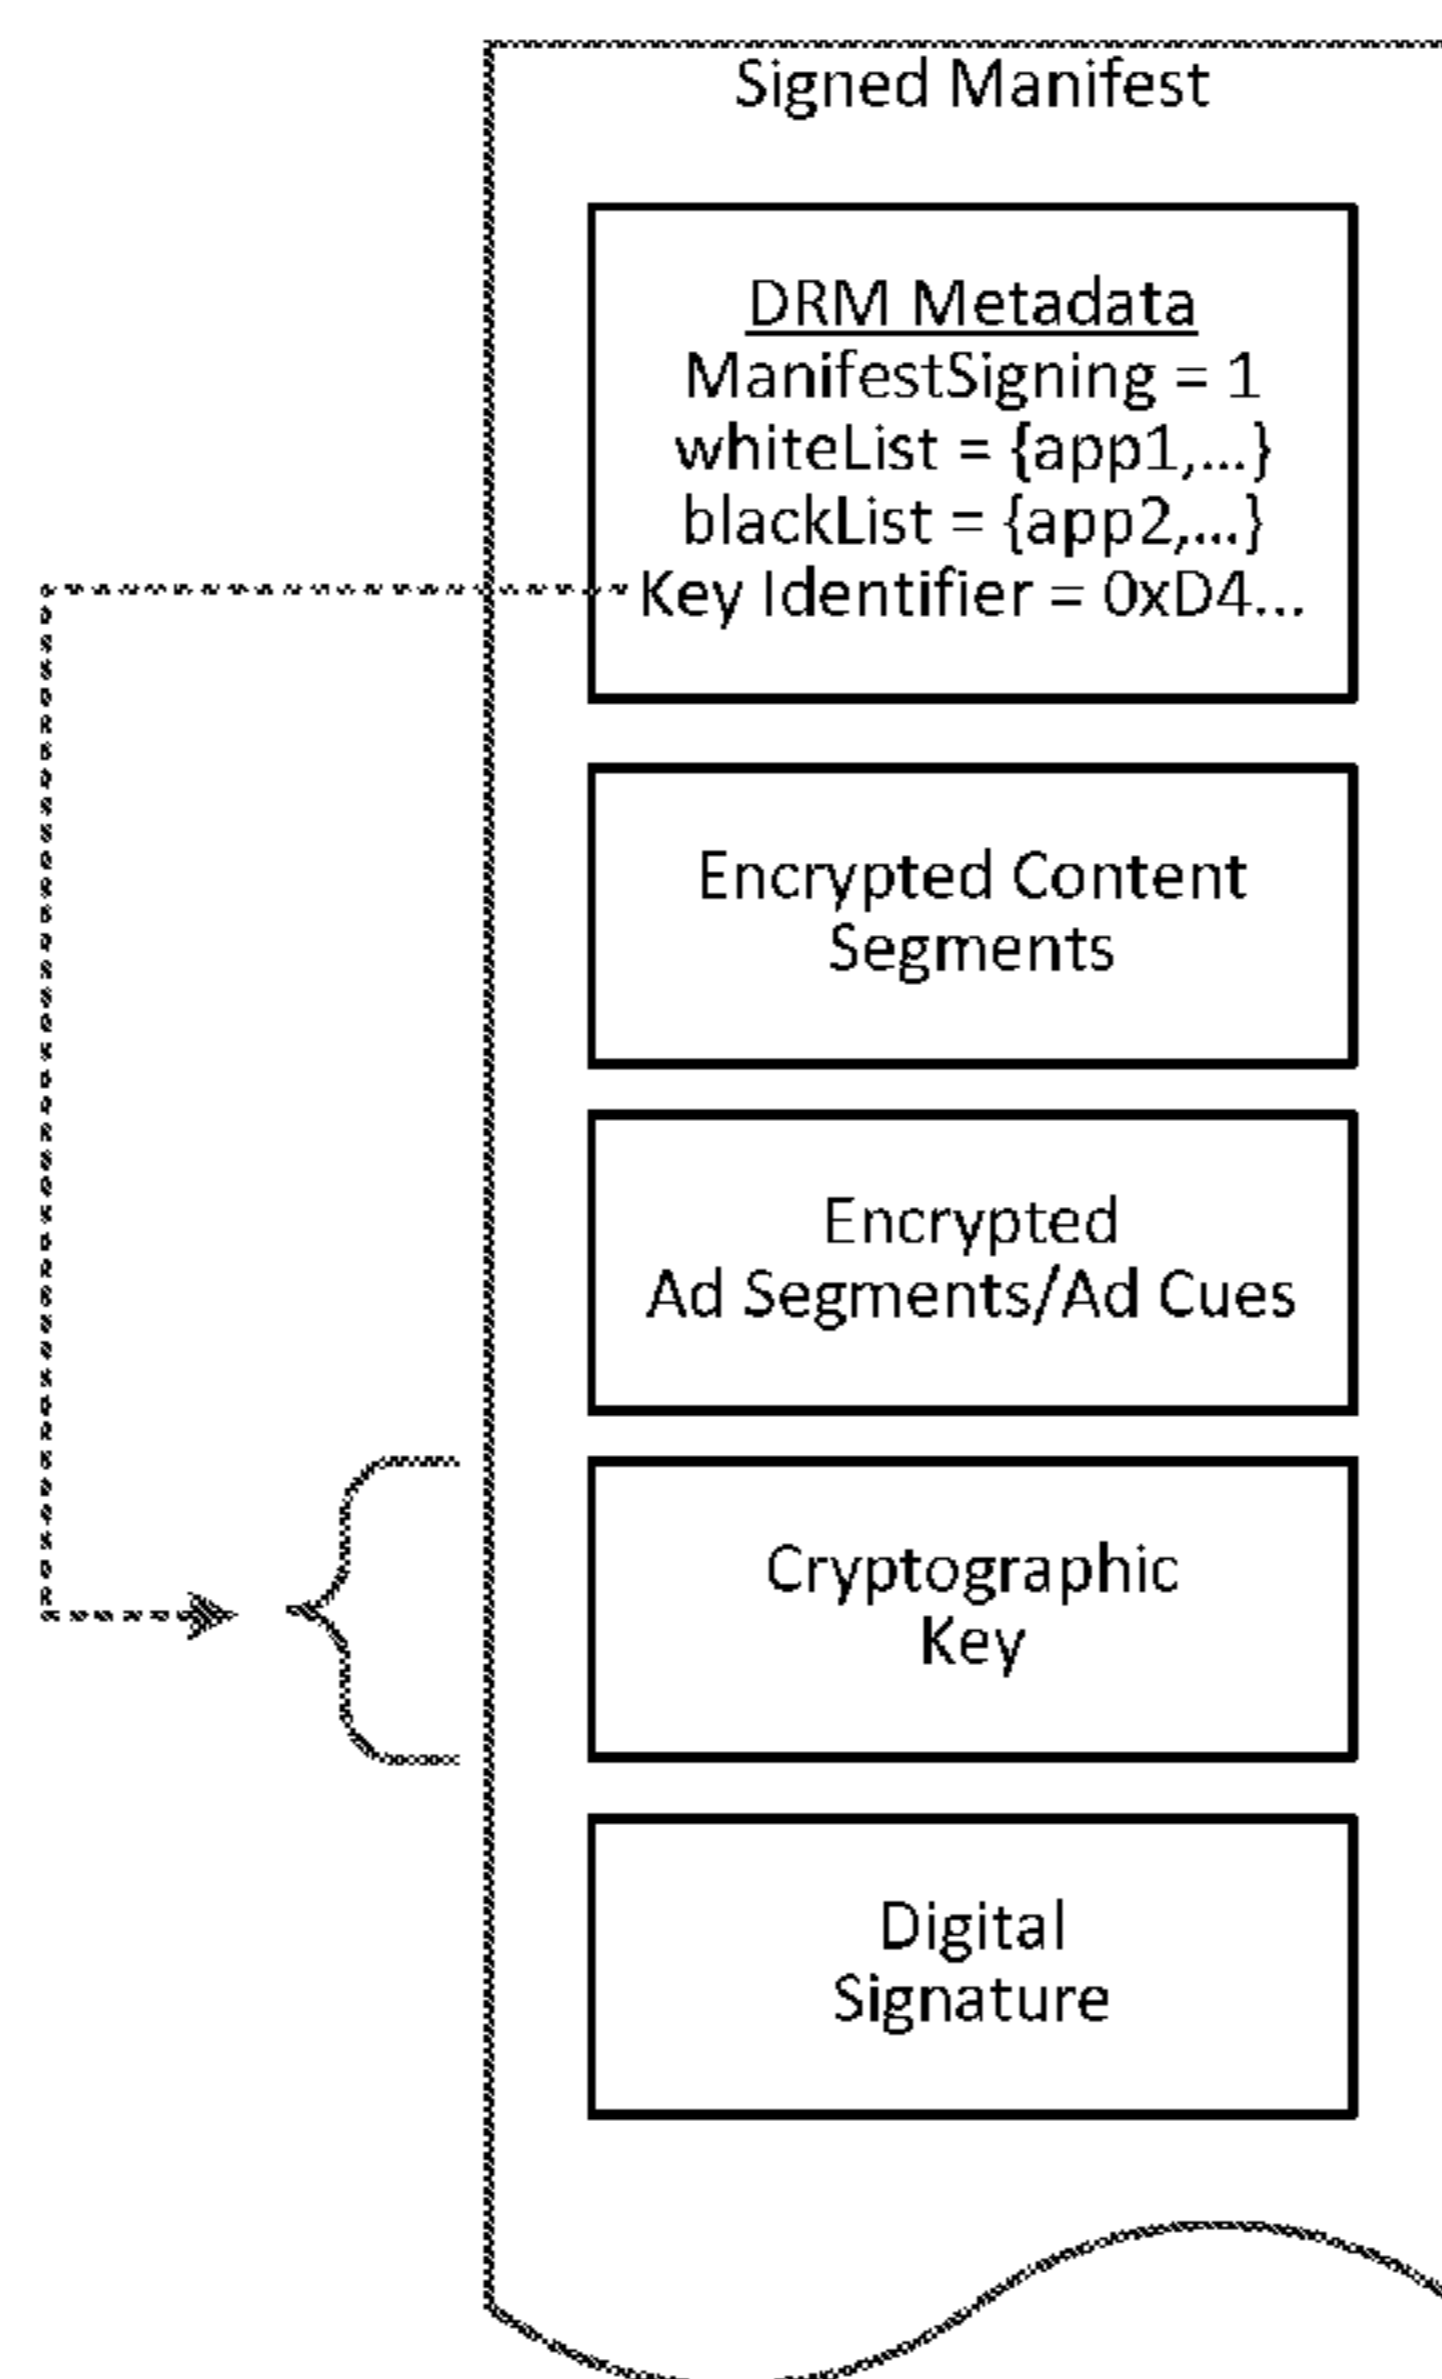 Signed Manifest
DRM Metadata
ManifestSigning = 1
whiteList = {app1,...}
blackList = {app2,...}
Key Identifier = 0xD4...
Encrypted Content
Segments
Encrypted
Ad Segments/Ad Cues
Cryptographic
Key
Digital
Signature